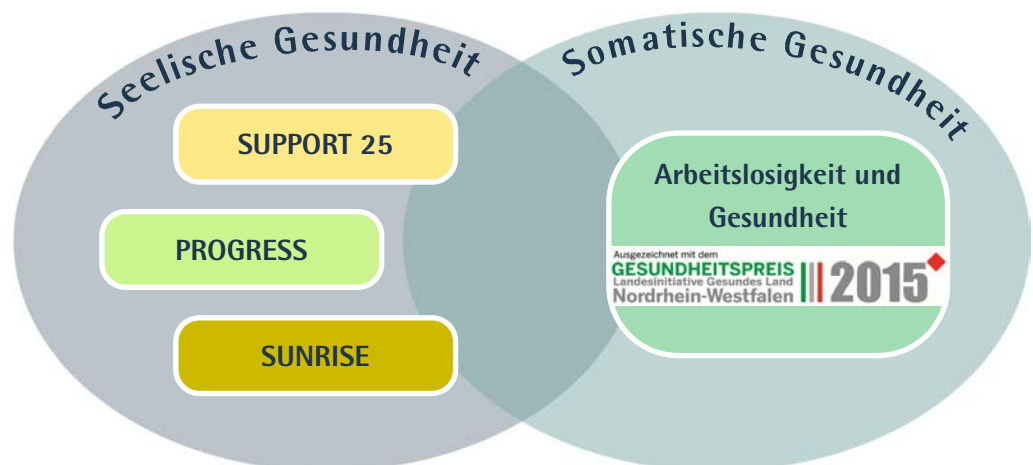 Seelische Gesundheit
Somatische Gesundheit
SUPPORT 25
PROGRESS
SUNRISE
Arbeitslosigkeit und
Gesundheit
Ausgezeichnet mit dem
GESUNDHEITSPREIS
Landesinitiative Gesundes Land
Nordrhein-Westfalen
2015